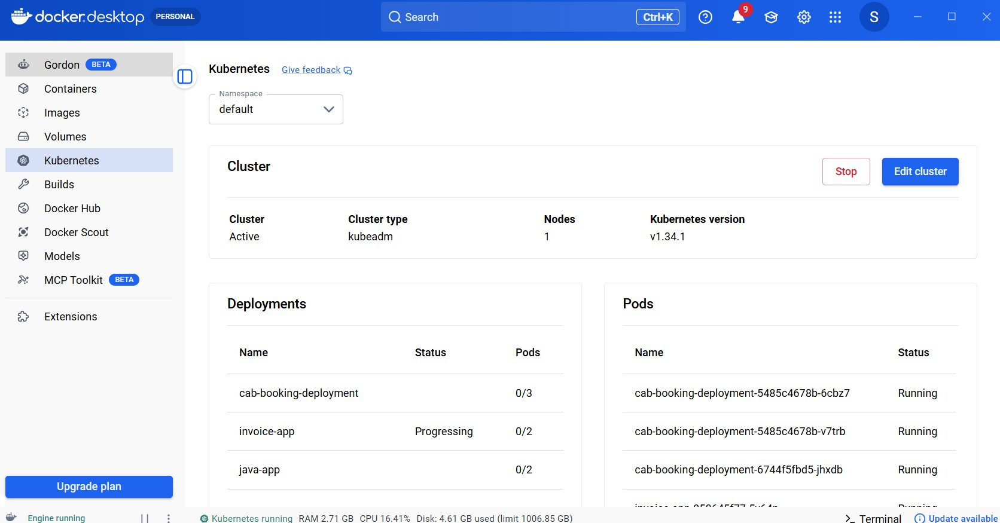 docker.desktop PERSONAL
Search Ctrl+K
9
S
Gordon BETA
Containers
Images
Volumes
Kubernetes
Builds
Docker Hub
Docker Scout
Models
MCP Toolkit BETA
Extensions
Upgrade plan
Kubernetes Give feedback
Namespace
default
Cluster
Stop Edit cluster
Cluster Cluster type Nodes Kubernetes version
Active kubeadm 1 v1.34.1
Deployments
Name Status Pods
cab-booking-deployment 0/3
invoice-app Progressing 0/2
java-app 0/2
Pods
Name Status
cab-booking-deployment-5485c4678b-6cbz7 Running
cab-booking-deployment-5485c4678b-v7trb Running
cab-booking-deployment-6744f5fbd5-jhxdb Running
Running
Engine running Kubernetes running RAM 2.71 GB CPU 16.41% Disk: 4.61 GB used (limit 1006.85 GB) Terminal Update available